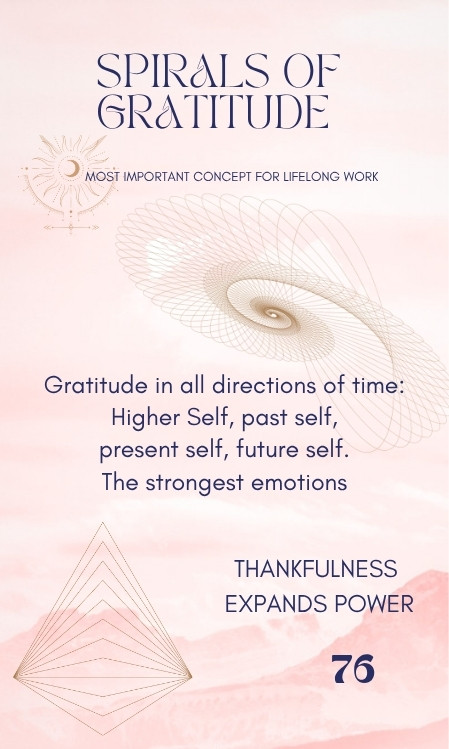 SPIRALS OF
GRATITUDE
MOST IMPORTANT CONCEPT FOR LIFELONG WORK
Gratitude in all directions of time:
Higher Self, past self,
present self, future self.
The strongest emotions
THANKFULNESS
EXPANDS POWER
76